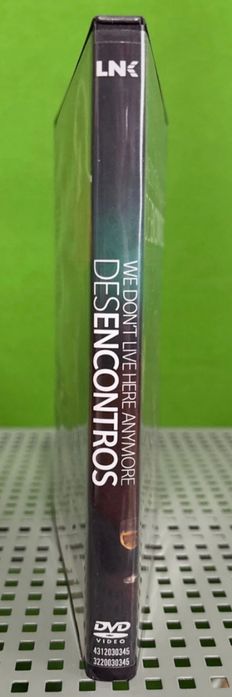 LNK
WE DON'T LIVE HERE ANYMORE
DESENCONTROS
DVD
VIDEO
4312030345
3220030345